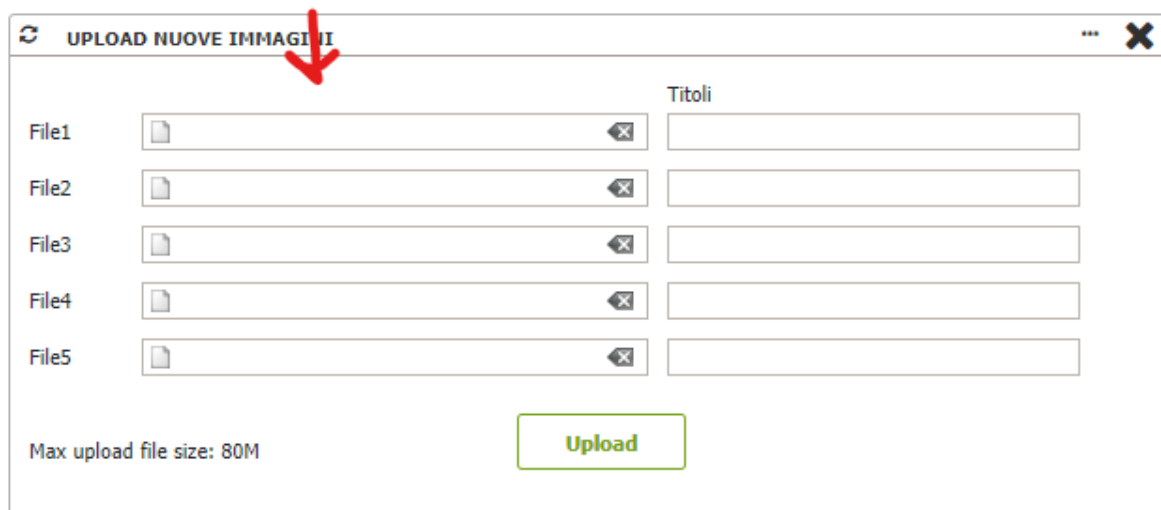 UPLOAD NUOVE IMMAGINI
Titoli
File1
File2
File3
File4
File5
Max upload file size: 80M
Upload